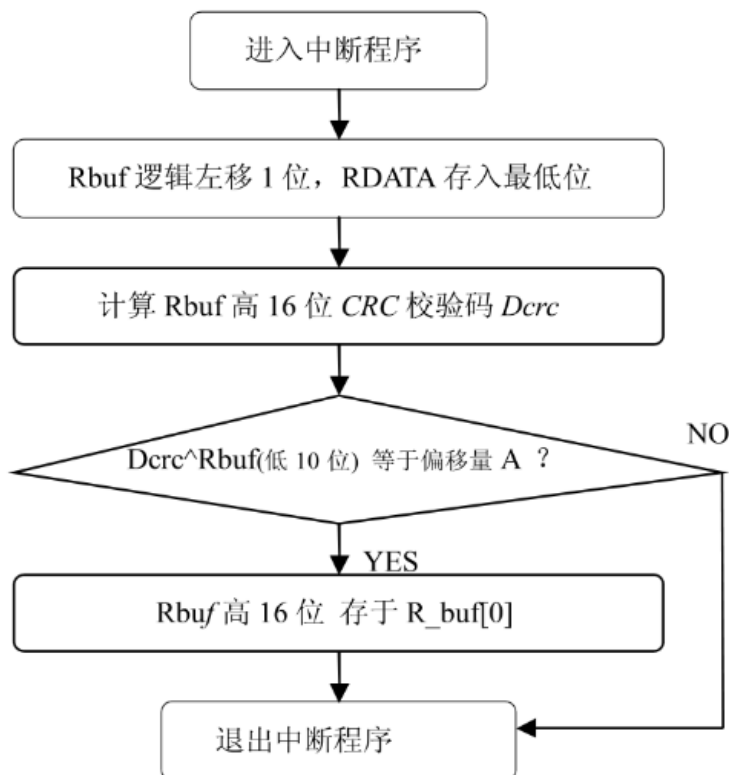 进入中断程序
Rbuf 逻辑左移 1 位，RDATA 存入最低位
计算 Rbuf 高 16 位 CRC 校验码 Dcrc
Dcrc^Rbuf(低 10 位) 等于偏移量 A ？
NO
YES
Rbuf 高 16 位 存于 R_buf[0]
退出中断程序